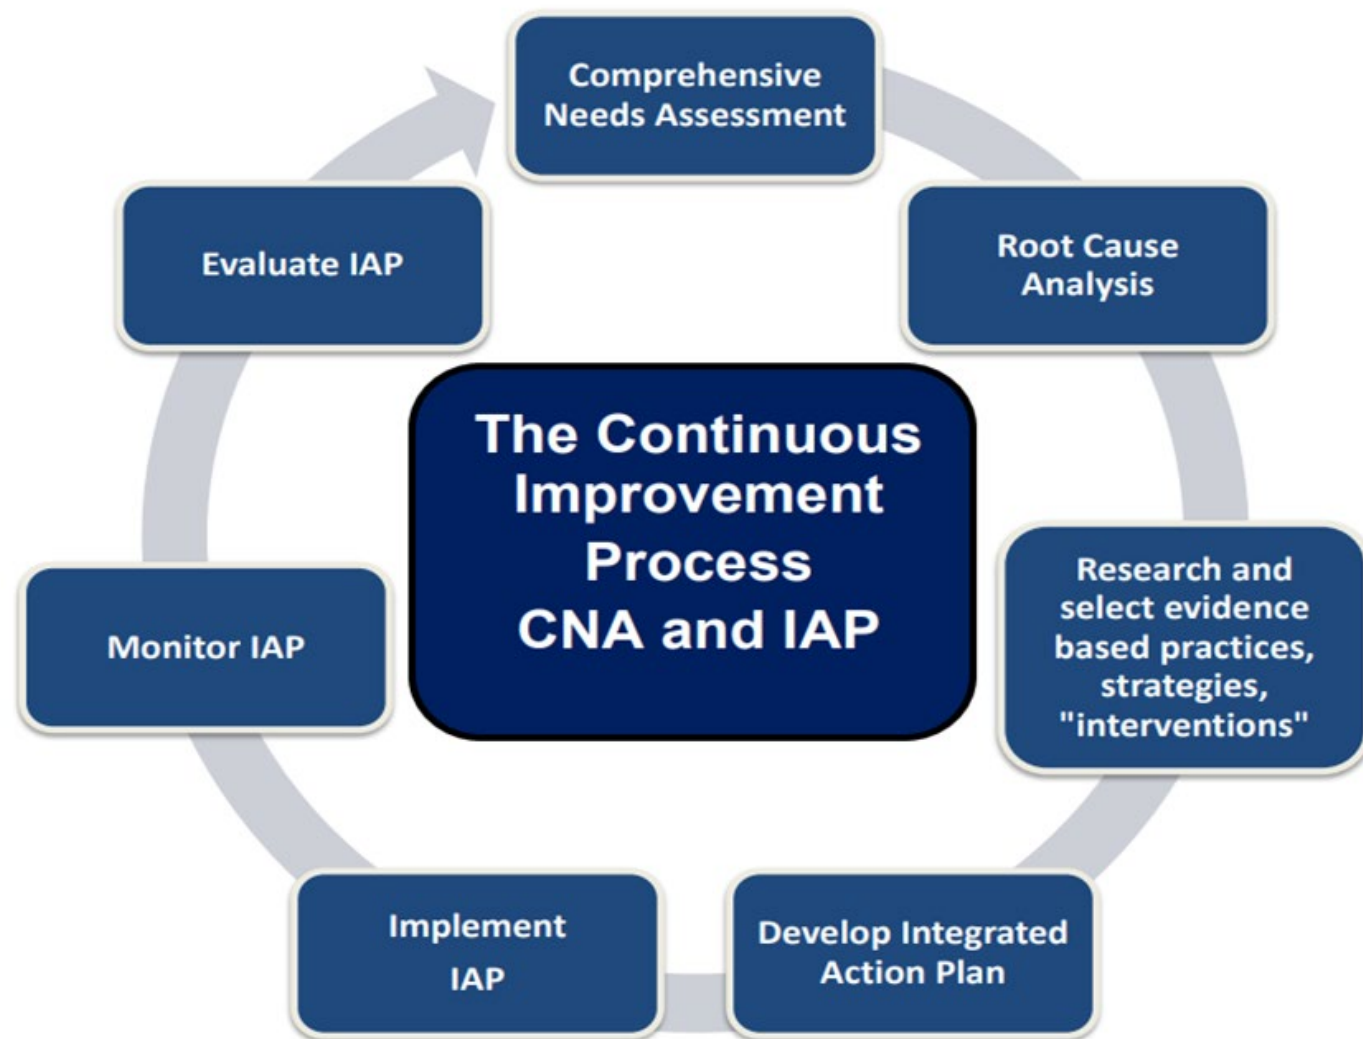 Comprehensive
Needs Assessment
Root Cause
Analysis
Research and
select evidence
based practices,
strategies,
"interventions"
Develop Integrated
Action Plan
Implement
IAP
Monitor IAP
Evaluate IAP
The Continuous
Improvement
Process
CNA and IAP